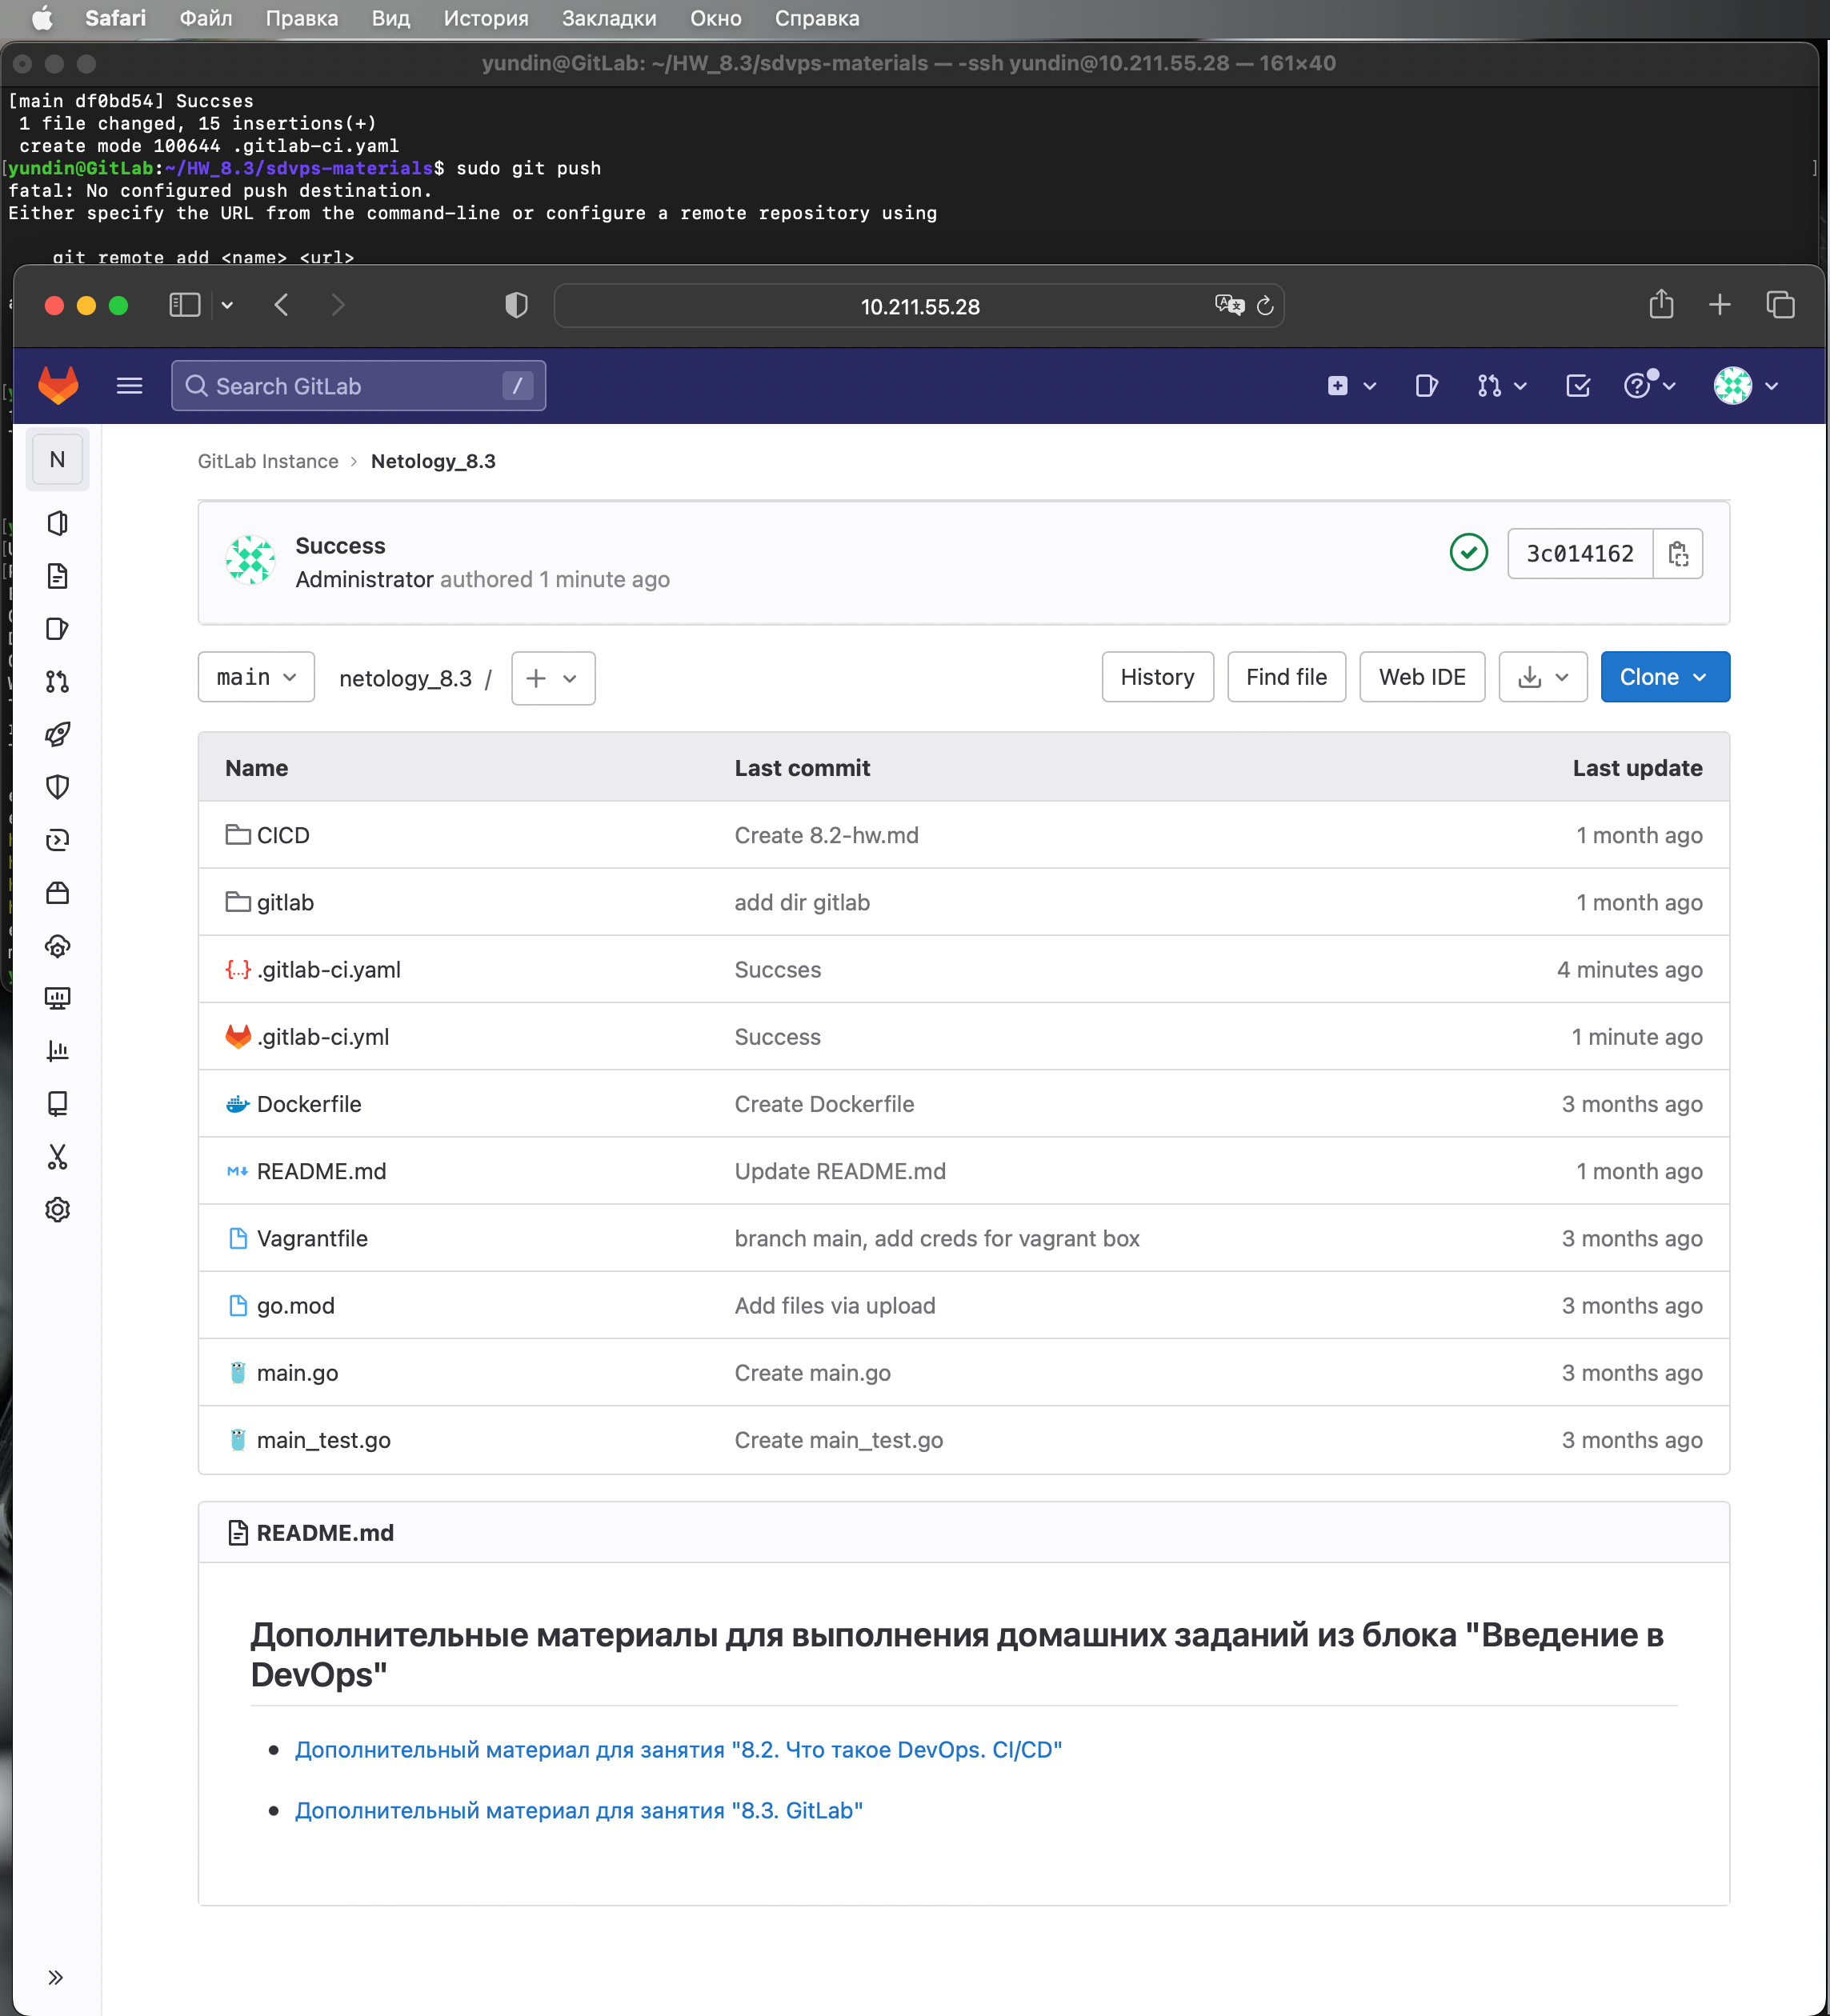 Safari Файл Правка Вид История Закладки Окно Справка
yundin@GitLab: ~/HW_8.3/sdvps-materials — -ssh yundin@10.211.55.28 — 161×40
[main df0bd54] Succses
1 file changed, 15 insertions(+)
create mode 100644 .gitlab-ci.yaml
[yundin@GitLab:~/HW_8.3/sdvps-materials$ sudo git push ]
fatal: No configured push destination.
Either specify the URL from the command-line or configure a remote repository using
git remote add <name> <url>
10.211.55.28
Search GitLab /
N
GitLab Instance › Netology_8.3
Success
Administrator authored 1 minute ago
3c014162
main netology_8.3 / + History Find file Web IDE Clone
Name Last commit Last update
CICD Create 8.2-hw.md 1 month ago
gitlab add dir gitlab 1 month ago
.gitlab-ci.yaml Succses 4 minutes ago
.gitlab-ci.yml Success 1 minute ago
Dockerfile Create Dockerfile 3 months ago
README.md Update README.md 1 month ago
Vagrantfile branch main, add creds for vagrant box 3 months ago
go.mod Add files via upload 3 months ago
main.go Create main.go 3 months ago
main_test.go Create main_test.go 3 months ago
README.md
Дополнительные материалы для выполнения домашних заданий из блока "Введение в
DevOps"
• Дополнительный материал для занятия "8.2. Что такое DevOps. CI/CD"
• Дополнительный материал для занятия "8.3. GitLab"